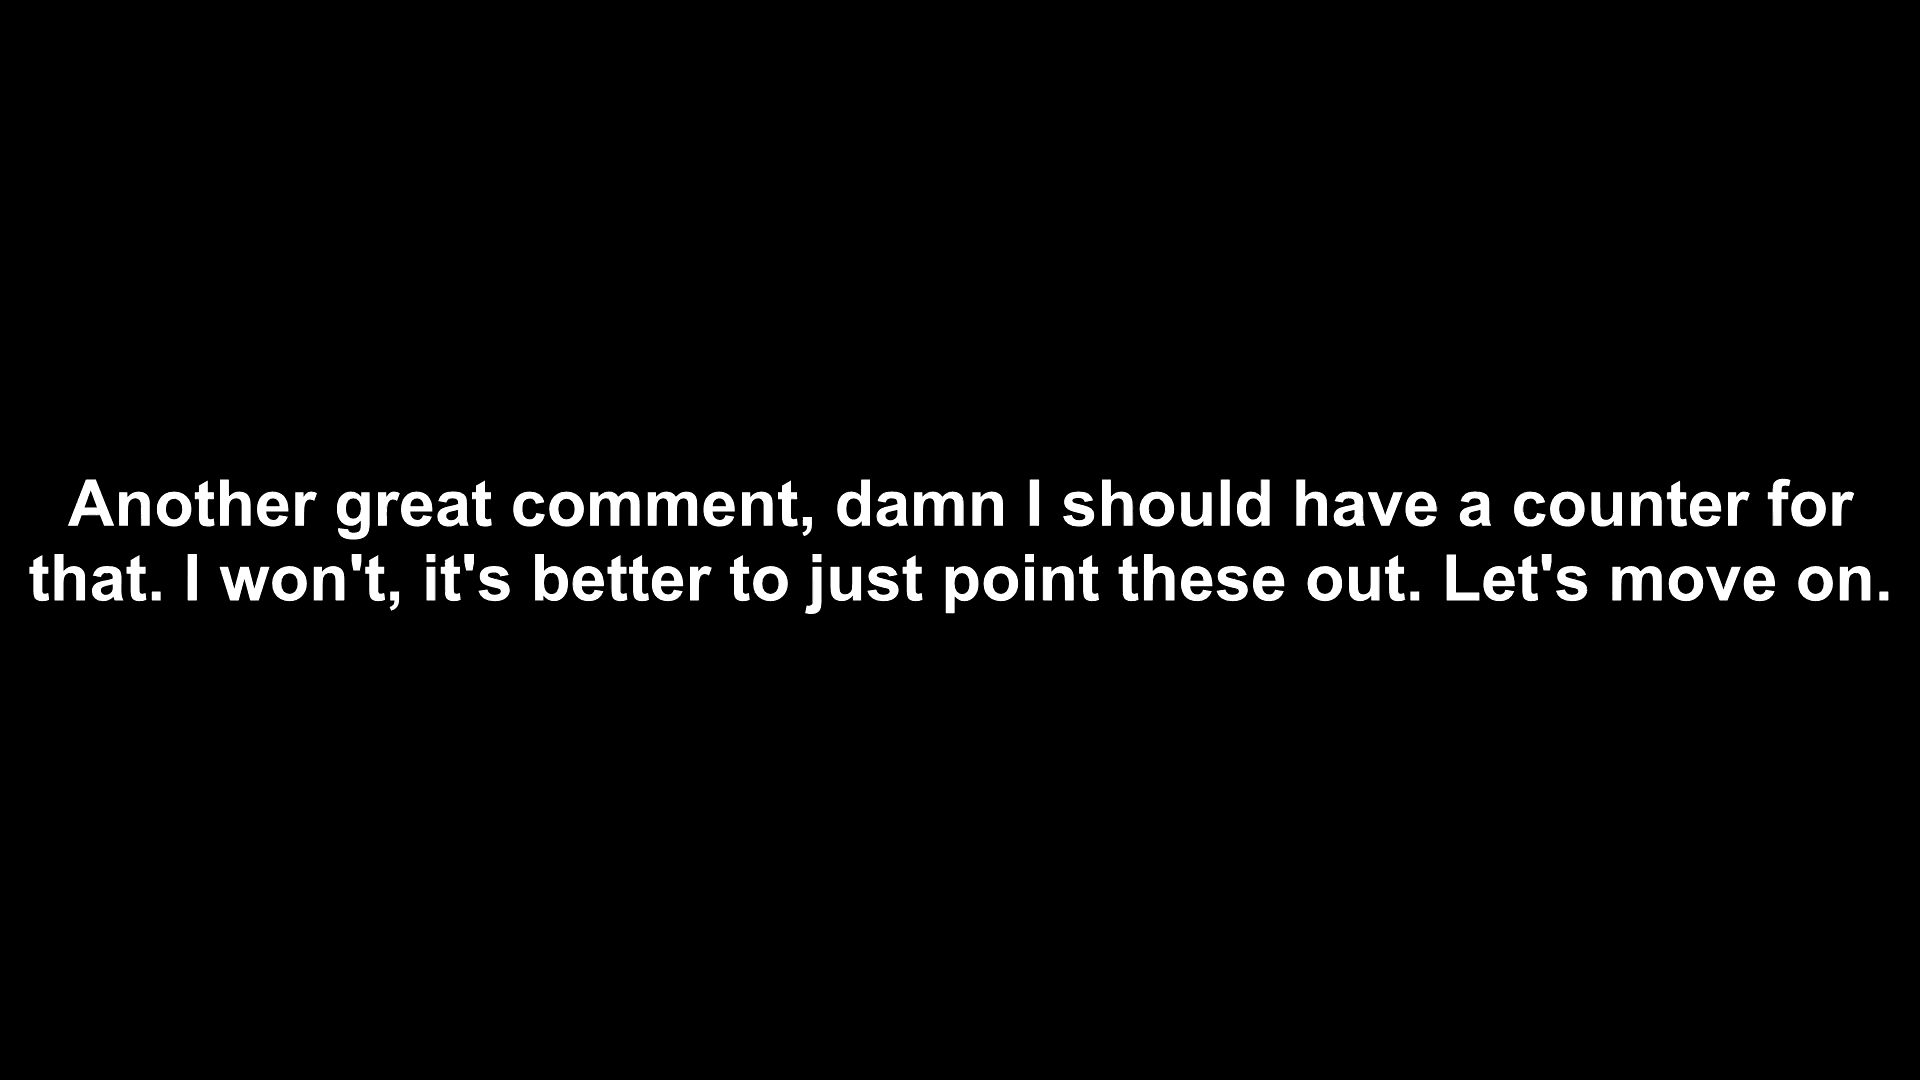 Another great comment, damn I should have a counter for
that. I won't, it's better to just point these out. Let's move on.